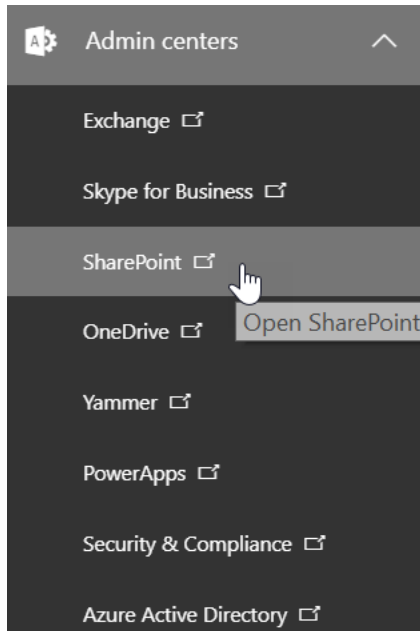 Admin centers
Exchange
Skype for Business
SharePoint
Open SharePoint
OneDrive
Yammer
PowerApps
Security & Compliance
Azure Active Directory